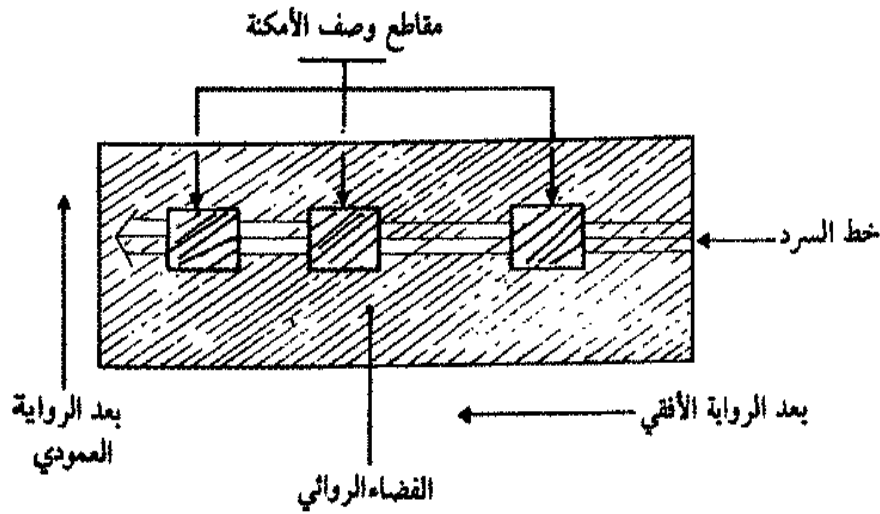 مقاطع وصف الأمكنة
خط السرد
بعد الرواية الأفقي
بعد الرواية
العمودي
الفضاء الروائي